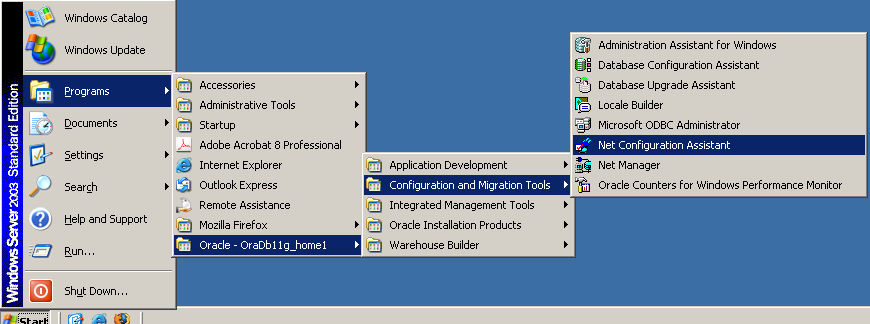 Windows Server 2003 Standard Edition
Windows Catalog
Windows Update
Programs
Documents
Settings
Search
Help and Support
Run...
Shut Down...
Accessories
Administrative Tools
Startup
Adobe Acrobat 8 Professional
Internet Explorer
Outlook Express
Remote Assistance
Mozilla Firefox
Oracle - OraDb11g_home1
Application Development
Configuration and Migration Tools
Integrated Management Tools
Oracle Installation Products
Warehouse Builder
Administration Assistant for Windows
Database Configuration Assistant
Database Upgrade Assistant
Locale Builder
Microsoft ODBC Administrator
Net Configuration Assistant
Net Manager
Oracle Counters for Windows Performance Monitor
Start